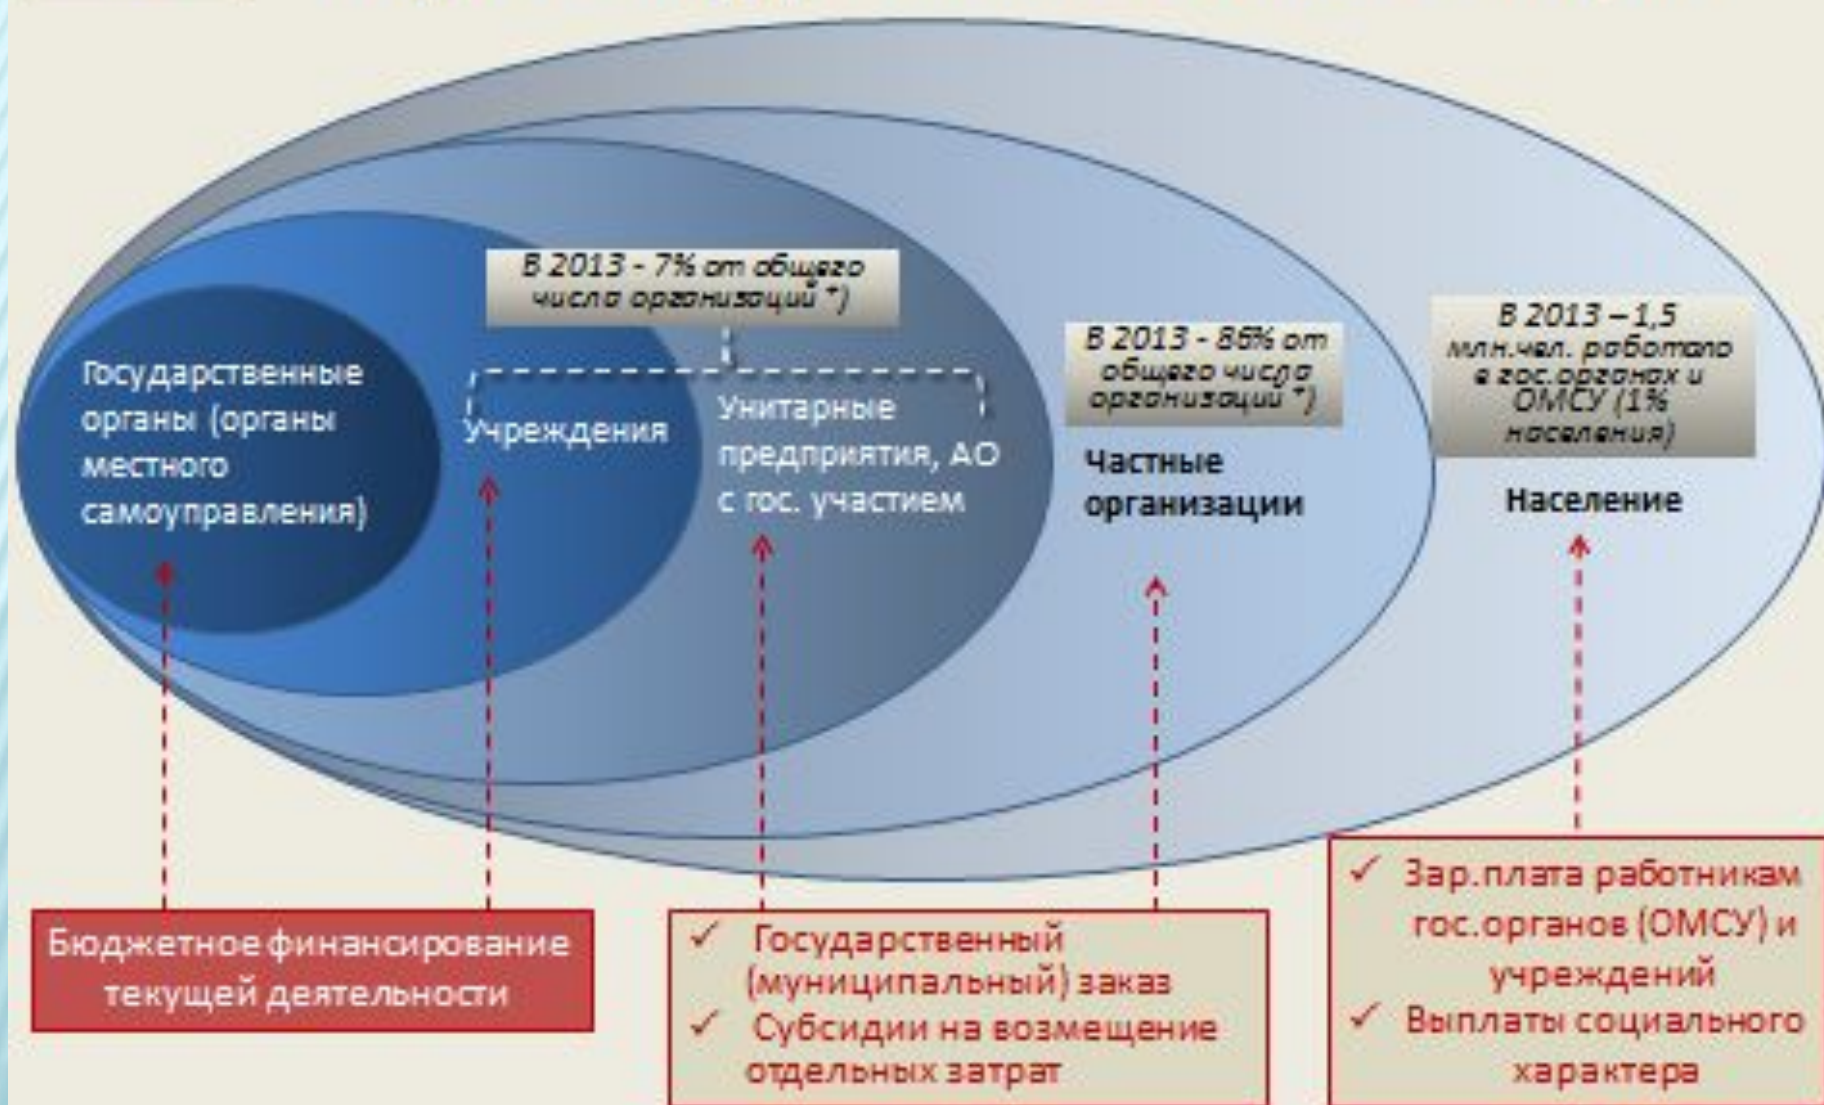 В 2013 - 7% от общего
числа организаций *)
Государственные
органы (органы
местного
самоуправления)
Учреждения
Унитарные
предприятия, АО
с гос. участием
В 2013 - 86% от
общего числа
организаций *)
Частные
организации
В 2013 – 1,5
млн.чел. работало
в гос.органах и
ОМСУ (1%
населения)
Население
Бюджетное финансирование
текущей деятельности
✓ Государственный
(муниципальный) заказ
✓ Субсидии на возмещение
отдельных затрат
✓ Зар.плата работникам
гос.органов (ОМСУ) и
учреждений
✓ Выплаты социального
характера